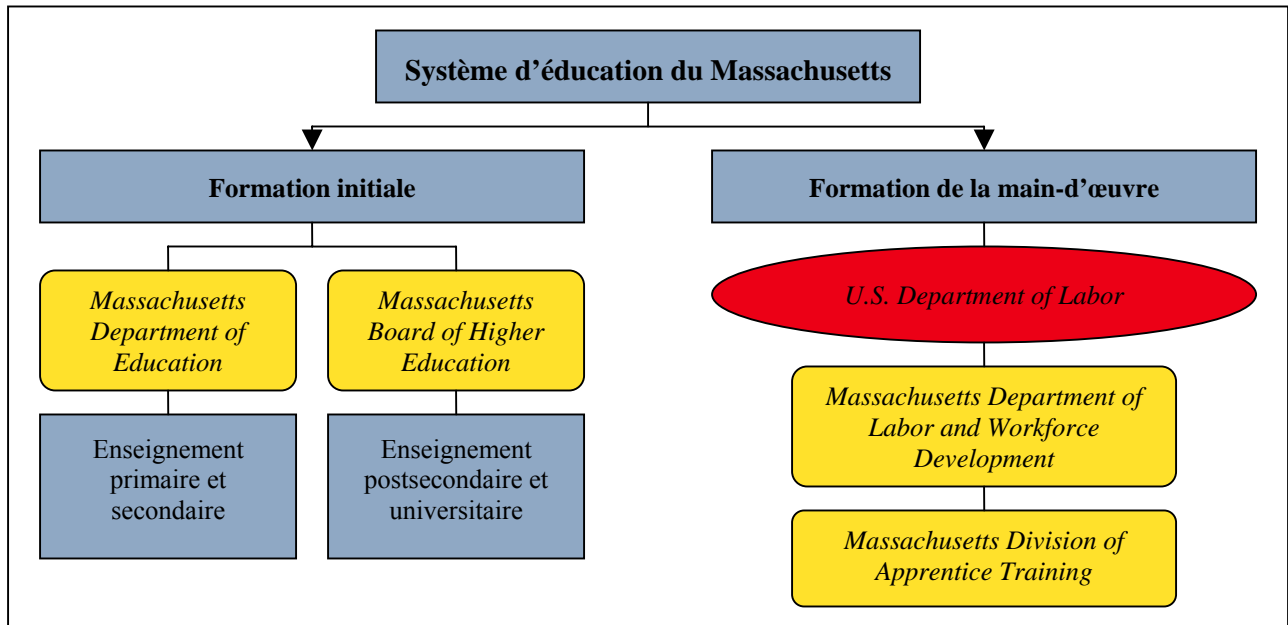 Système d’éducation du Massachusetts
Formation initiale
Formation de la main-d’œuvre
Massachusetts
Department of
Education
Massachusetts
Board of Higher
Education
U.S. Department of Labor
Enseignement
primaire et
secondaire
Enseignement
postsecondaire et
universitaire
Massachusetts Department of
Labor and Workforce
Development
Massachusetts Division of
Apprentice Training